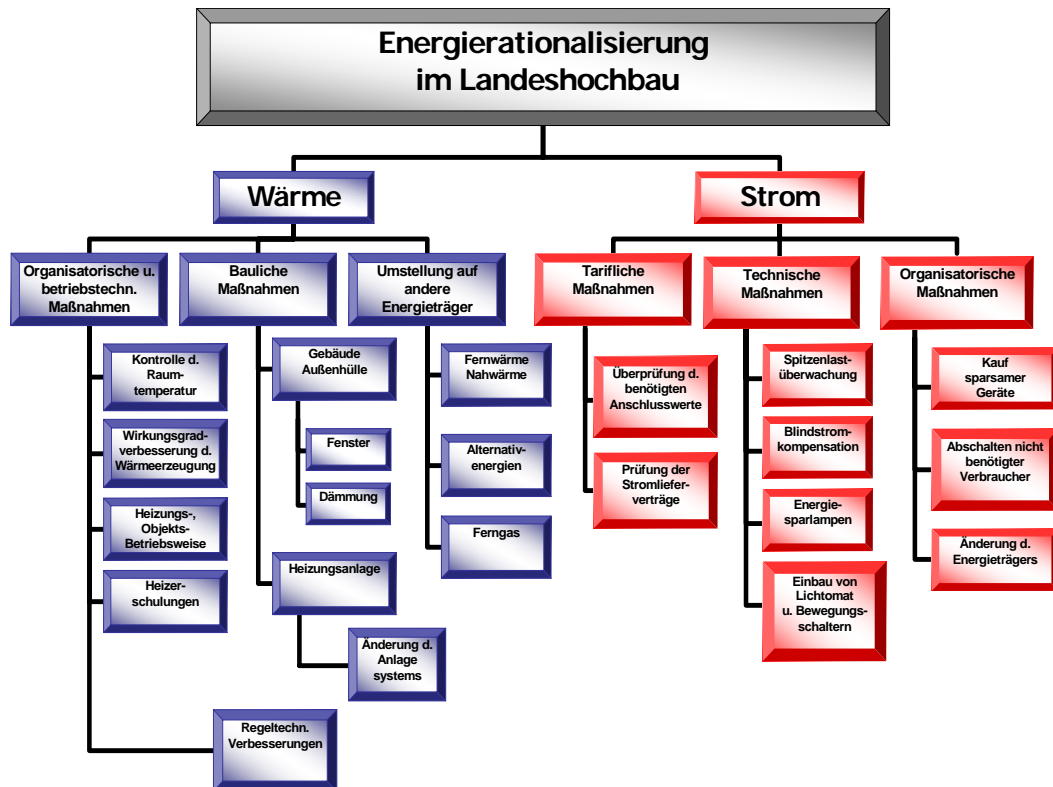 Energierationalisierung
im Landeshochbau
Wärme
Strom
Organisatorische u.
betriebstechn.
Maßnahmen
Bauliche
Maßnahmen
Umstellung auf
andere
Energieträger
Tarifliche
Maßnahmen
Technische
Maßnahmen
Organisatorische
Maßnahmen
Kontrolle d.
Raum-
temperatur
Wirkungsgrad-
verbesserung d.
Wärmeerzeugung
Heizungs-,
Objekts-
Betriebsweise
Heizer-
schulungen
Regeltechn.
Verbesserungen
Gebäude
Außenhülle
Fenster
Dämmung
Heizungsanlage
Änderung d.
Anlage
systems
Fernwärme
Nahwärme
Alternativ-
energien
Ferngas
Überprüfung d.
benötigten
Anschlusswerte
Prüfung der
Stromliefer-
verträge
Spitzenlast-
überwachung
Blindstrom-
kompensation
Energie-
sparlampen
Einbau von
Lichtomat
u. Bewegungs-
schaltern
Kauf
sparsamer
Geräte
Abschalten nicht
benötigter
Verbraucher
Änderung d.
Energieträgers